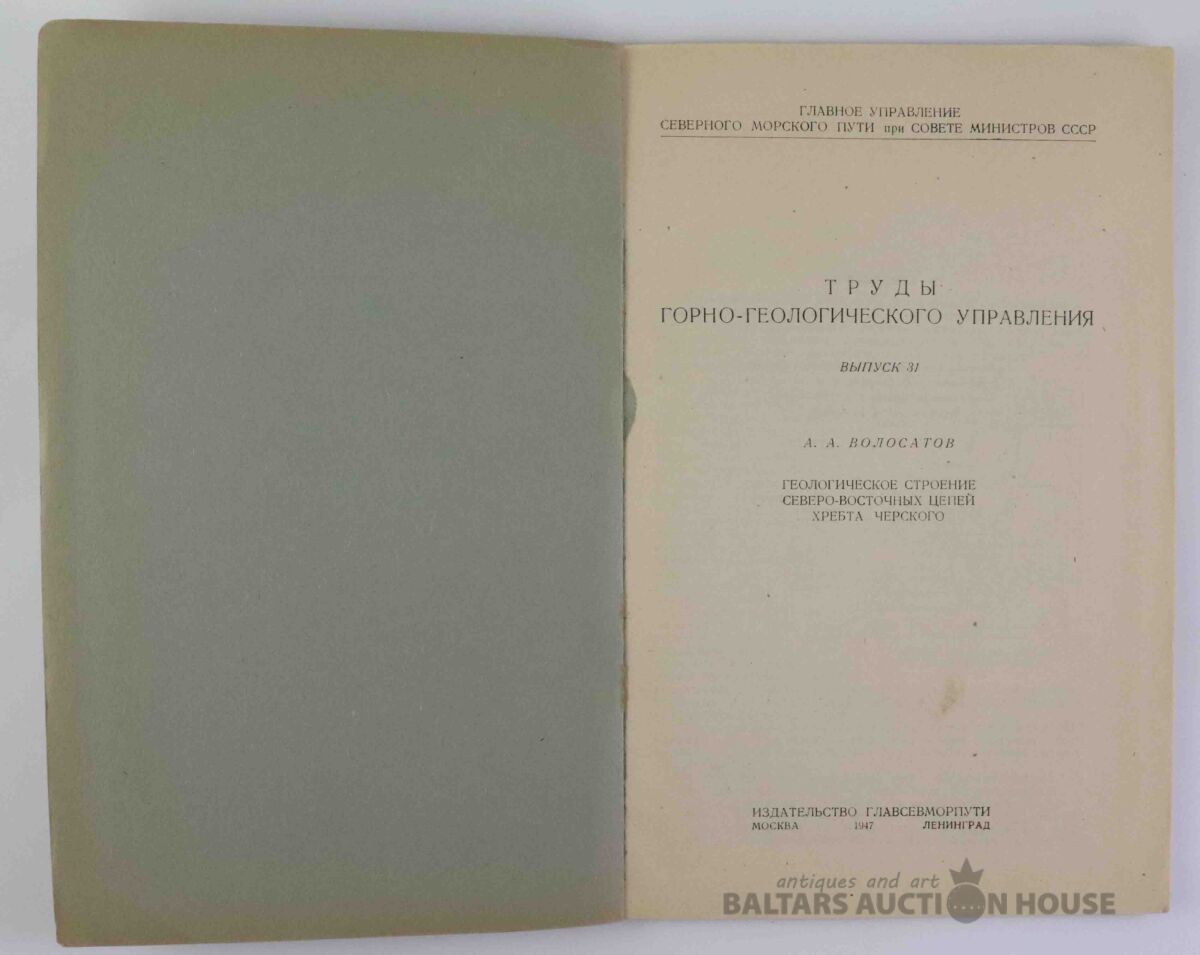 ГЛАВНОЕ УПРАВЛЕНИЕ
СЕВЕРНОГО МОРСКОГО ПУТИ при СОВЕТЕ МИНИСТРОВ СССР
ТРУДЫ
ГОРНО-ГЕОЛОГИЧЕСКОГО УПРАВЛЕНИЯ
ВЫПУСК 31
А. А. ВОЛОСАТОВ
ГЕОЛОГИЧЕСКОЕ СТРОЕНИЕ
СЕВЕРО-ВОСТОЧНЫХ ЦЕПЕЙ
ХРЕБТА ЧЕРСКОГО
ИЗДАТЕЛЬСТВО ГЛАВСЕВМОРПУТИ
МОСКВА 1947 ЛЕНИНГРАД
antiques and art
BALTARS AUCTION HOUSE